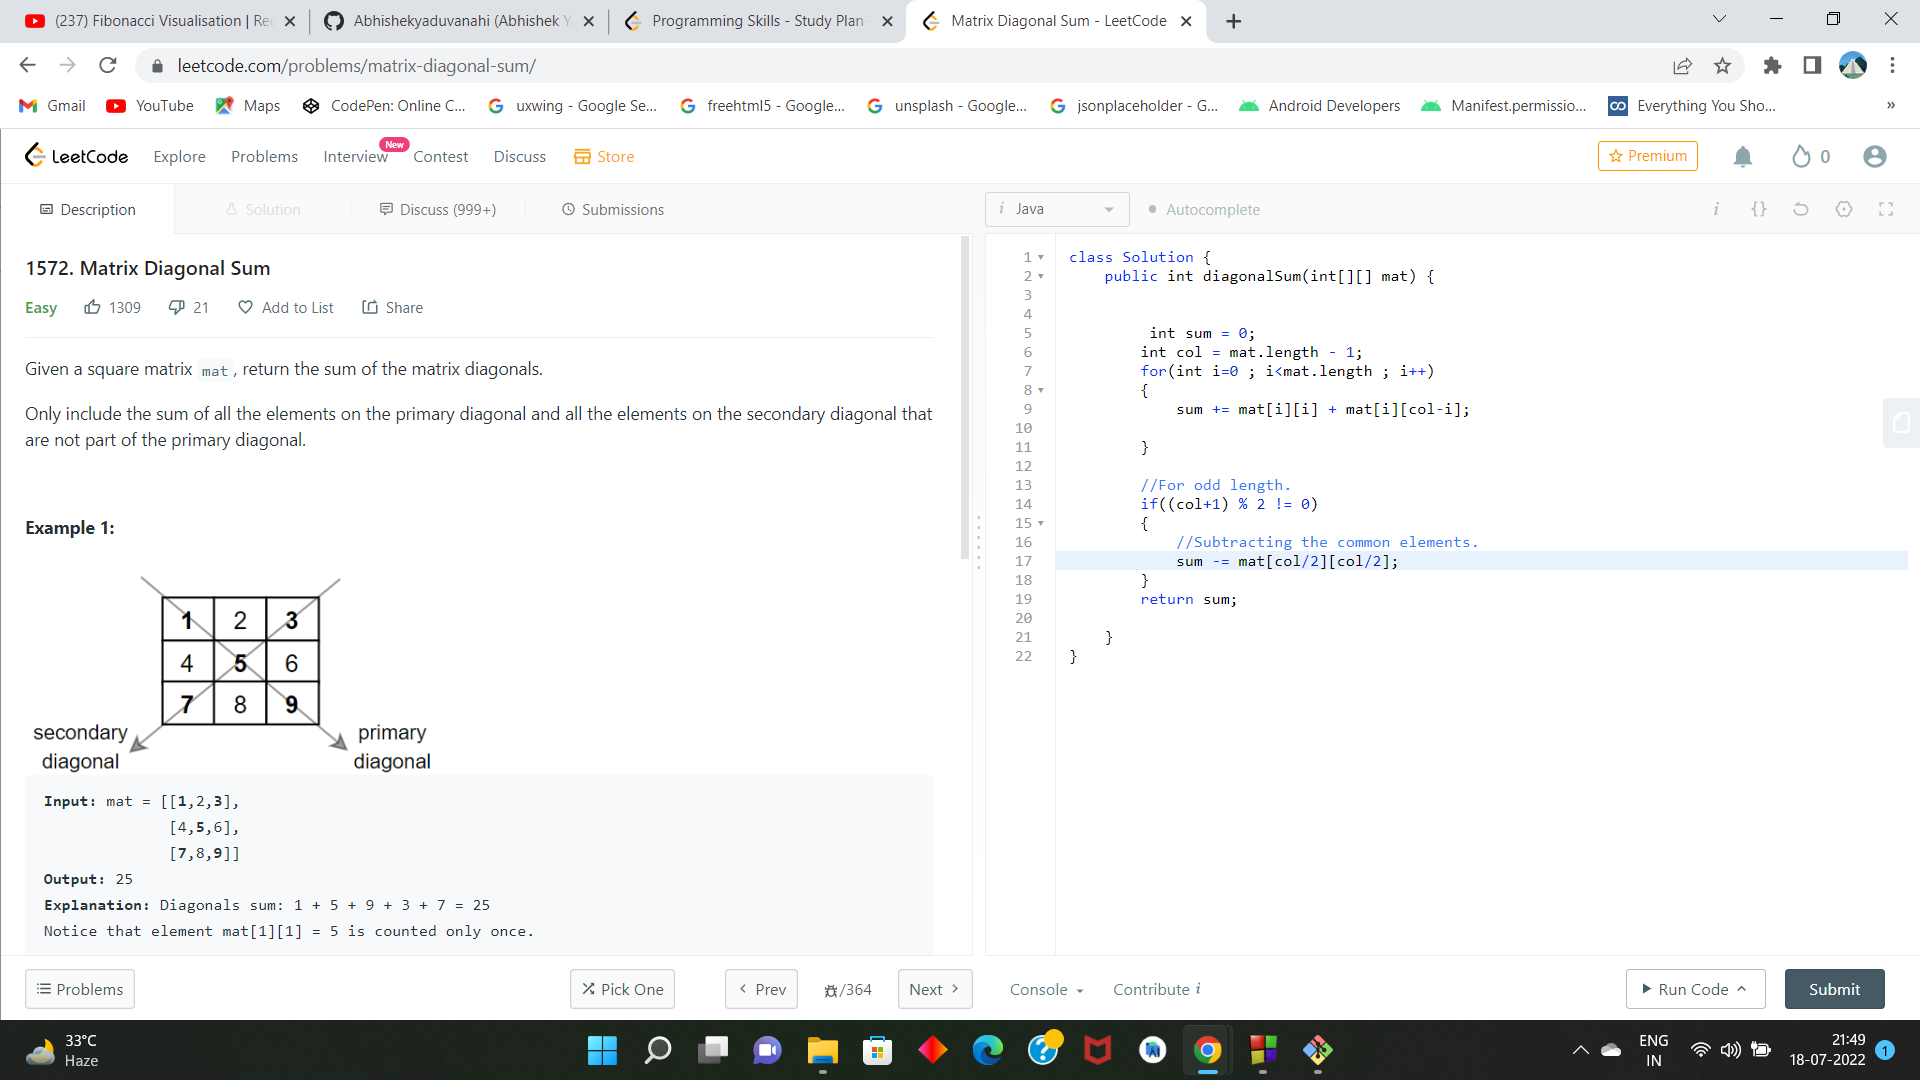 (237) Fibonacci Visualisation | Re
Abhishekyaduvanahi (Abhishek Y
Programming Skills - Study Plan
Matrix Diagonal Sum - LeetCode
leetcode.com/problems/matrix-diagonal-sum/
Gmail
YouTube
Maps
CodePen: Online C...
uxwing - Google Se...
freehtml5 - Google...
unsplash - Google...
jsonplaceholder - G...
Android Developers
Manifest.permissio...
Everything You Sho...
»
LeetCode
Explore
Problems
Interview
New
Contest
Discuss
Store
Premium
0
Description
Solution
Discuss (999+)
Submissions
i Java
Autocomplete
i {}
1572. Matrix Diagonal Sum
Easy
1309
21
Add to List
Share
Given a square matrix mat, return the sum of the matrix diagonals.
Only include the sum of all the elements on the primary diagonal and all the elements on the secondary diagonal that
are not part of the primary diagonal.
Example 1:
1 2 3
4 5 6
7 8 9
secondary
diagonal
primary
diagonal
Input: mat = [[1,2,3],
[4,5,6],
[7,8,9]]
Output: 25
Explanation: Diagonals sum: 1 + 5 + 9 + 3 + 7 = 25
Notice that element mat[1][1] = 5 is counted only once.
1 class Solution {
2 public int diagonalSum(int[][] mat) {
3
4
5 int sum = 0;
6 int col = mat.length - 1;
7 for(int i=0 ; i<mat.length ; i++)
8 {
9 sum += mat[i][i] + mat[i][col-i];
10
11 }
12
13 //For odd length.
14 if((col+1) % 2 != 0)
15 {
16 //Subtracting the common elements.
17 sum -= mat[col/2][col/2];
18 }
19 return sum;
20
21 }
22 }
Problems
Pick One
Prev
/364
Next
Console
Contribute i
Run Code
Submit
33°C
Haze
ENG
IN
21:49
18-07-2022
1